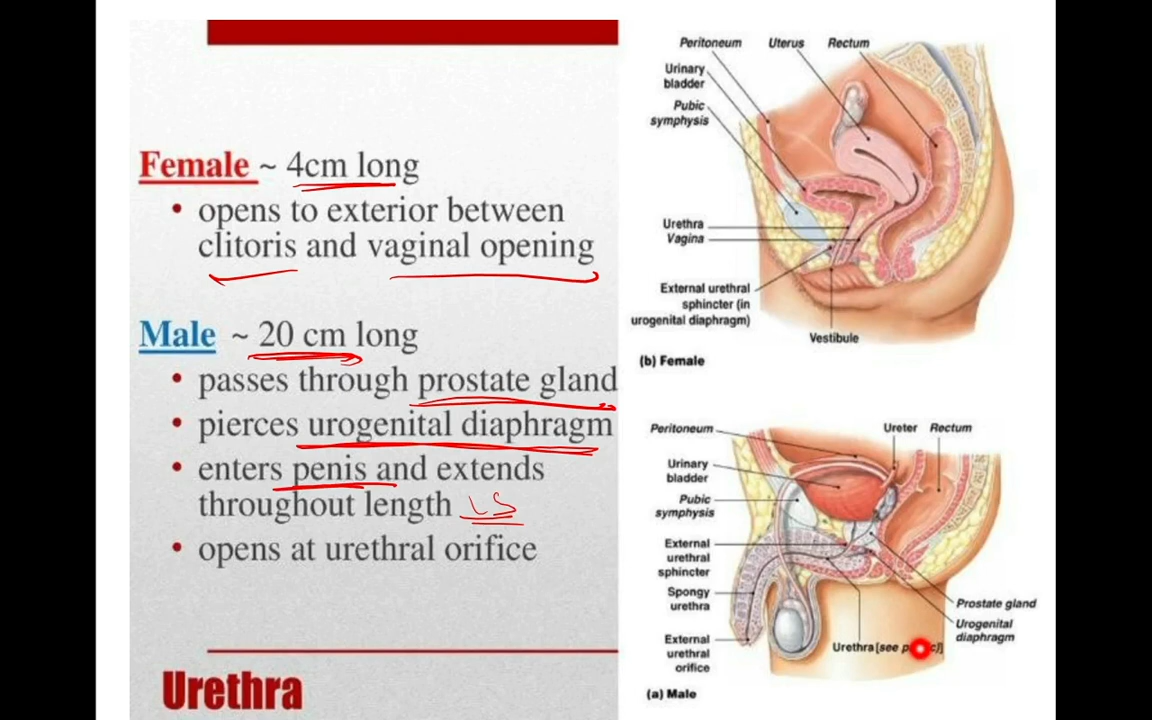 Female ~ 4cm long
• opens to exterior between
clitoris and vaginal opening
Male ~ 20 cm long
• passes through prostate gland
• pierces urogenital diaphragm
• enters penis and extends
throughout length
• opens at urethral orifice
Urethra
Peritoneum Uterus Rectum
Urinary
bladder
Pubic
symphysis
Urethra
Vagina
External urethral
sphincter (in
urogenital diaphragm)
Vestibule
(b) Female
Peritoneum Ureter Rectum
Urinary
bladder
Pubic
symphysis
External
urethral
sphincter
Spongy
urethra
External
urethral
orifice
Prostate gland
Urogenital
diaphragm
Urethra [see
(a) Male